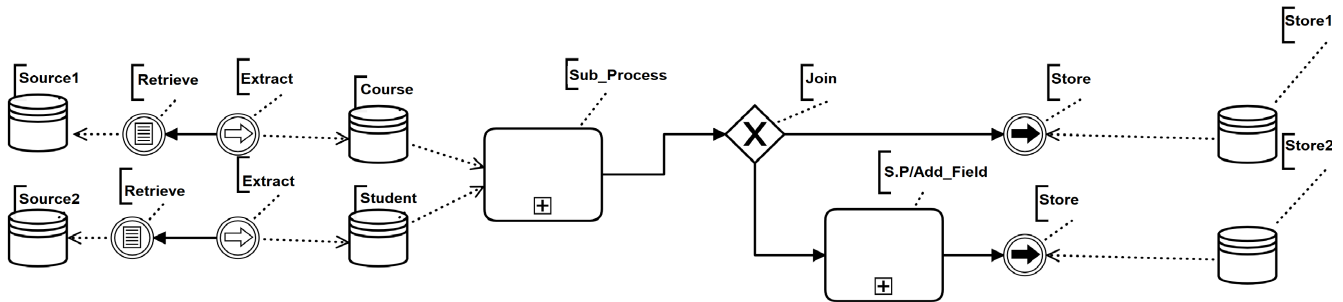 Store1
Source1
Retrieve
Extract
Course
Sub_Process
Join
Store
Store2
Source2
Retrieve
Extract
Student
S.P/Add_Field
Store